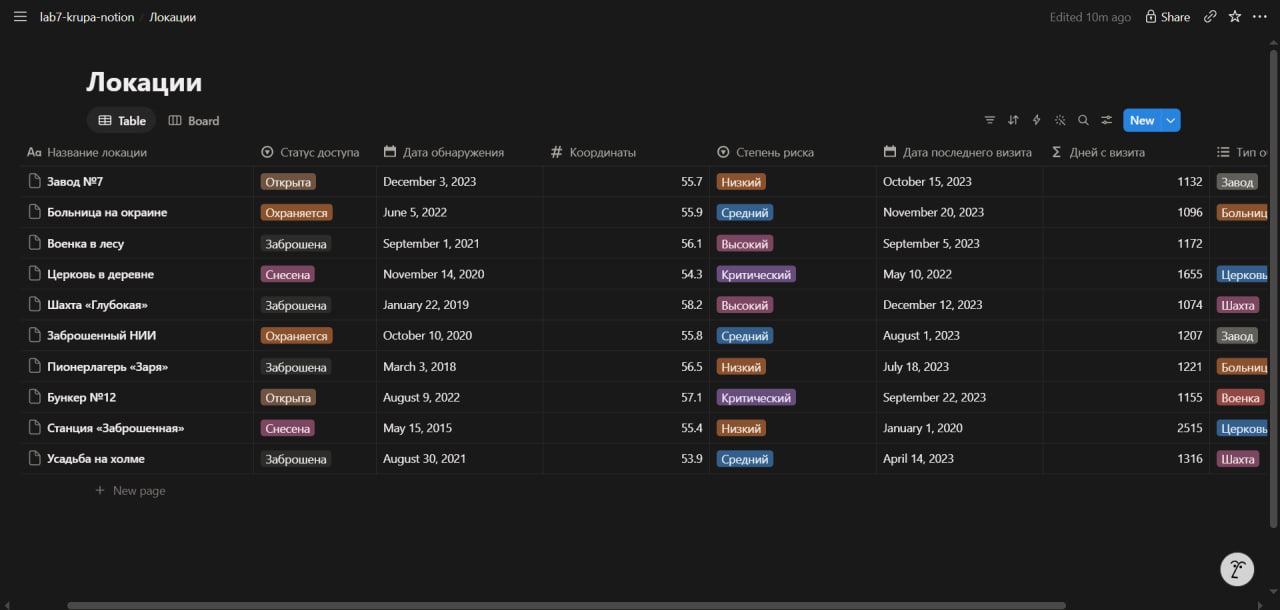 lab7-krupa-notion / Локации Edited 10m ago Share
Локации
Table Board New
Aa Название локации Статус доступа Дата обнаружения # Координаты Степень риска Дата последнего визита Σ Дней с визита Тип о
Завод №7 Открыта December 3, 2023 55.7 Низкий October 15, 2023 1132 Завод
Больница на окраине Охраняется June 5, 2022 55.9 Средний November 20, 2023 1096 Больниц
Военка в лесу Заброшена September 1, 2021 56.1 Высокий September 5, 2023 1172
Церковь в деревне Снесена November 14, 2020 54.3 Критический May 10, 2022 1655 Церковь
Шахта «Глубокая» Заброшена January 22, 2019 58.2 Высокий December 12, 2023 1074 Шахта
Заброшенный НИИ Охраняется October 10, 2020 55.8 Средний August 1, 2023 1207 Завод
Пионерлагерь «Заря» Заброшена March 3, 2018 56.5 Низкий July 18, 2023 1221 Больниц
Бункер №12 Открыта August 9, 2022 57.1 Критический September 22, 2023 1155 Военка
Станция «Заброшенная» Снесена May 15, 2015 55.4 Низкий January 1, 2020 2515 Церковь
Усадьба на холме Заброшена August 30, 2021 53.9 Средний April 14, 2023 1316 Шахта
+ New page